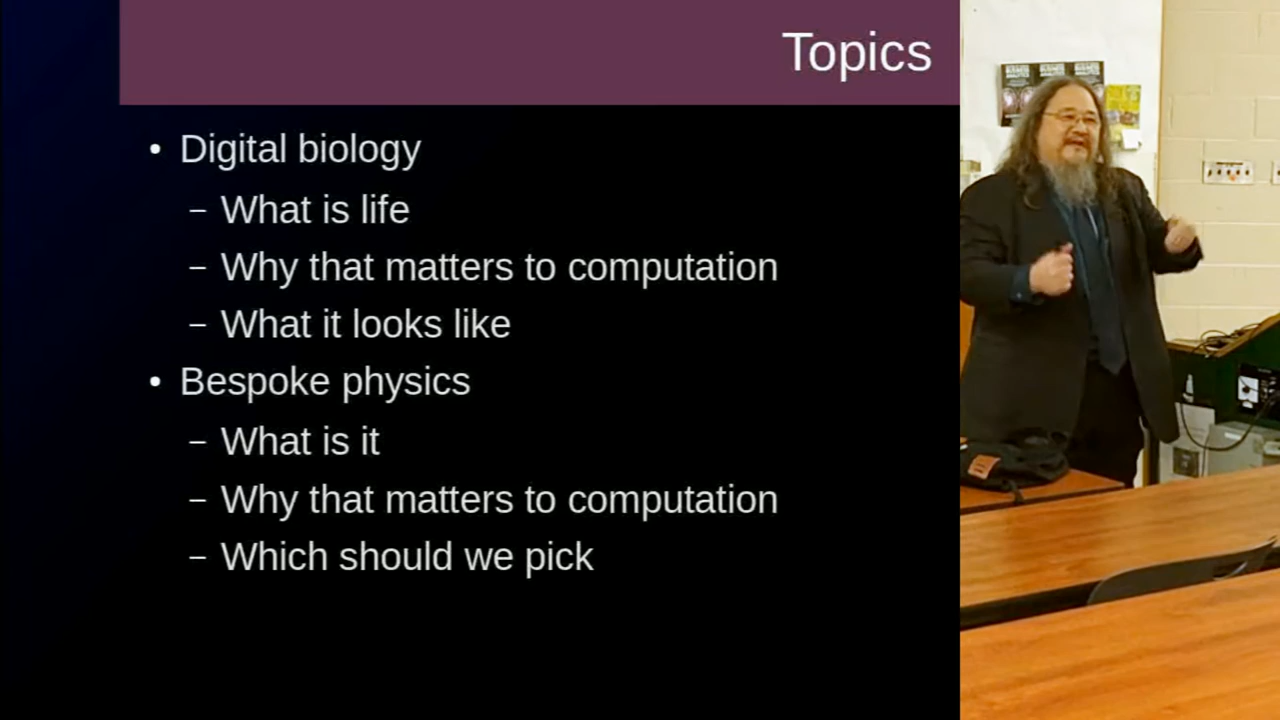 Topics
• Digital biology
– What is life
– Why that matters to computation
– What it looks like
• Bespoke physics
– What is it
– Why that matters to computation
– Which should we pick